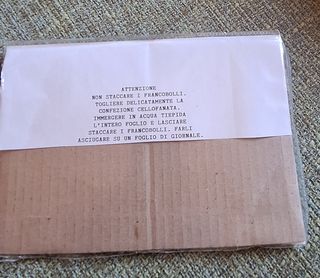 ATTENZIONE
NON STACCARE I FRANCOBOLLI.
TOGLIERE DELICATAMENTE LA
CONFEZIONE CELLOFANATA.
IMMERGERE IN ACQUA TIEPIDA
L'INTERO FOGLIO E LASCIARE
STACCARE I FRANCOBOLLI. FARLI
ASCIUGARE SU UN FOGLIO DI GIORNALE.